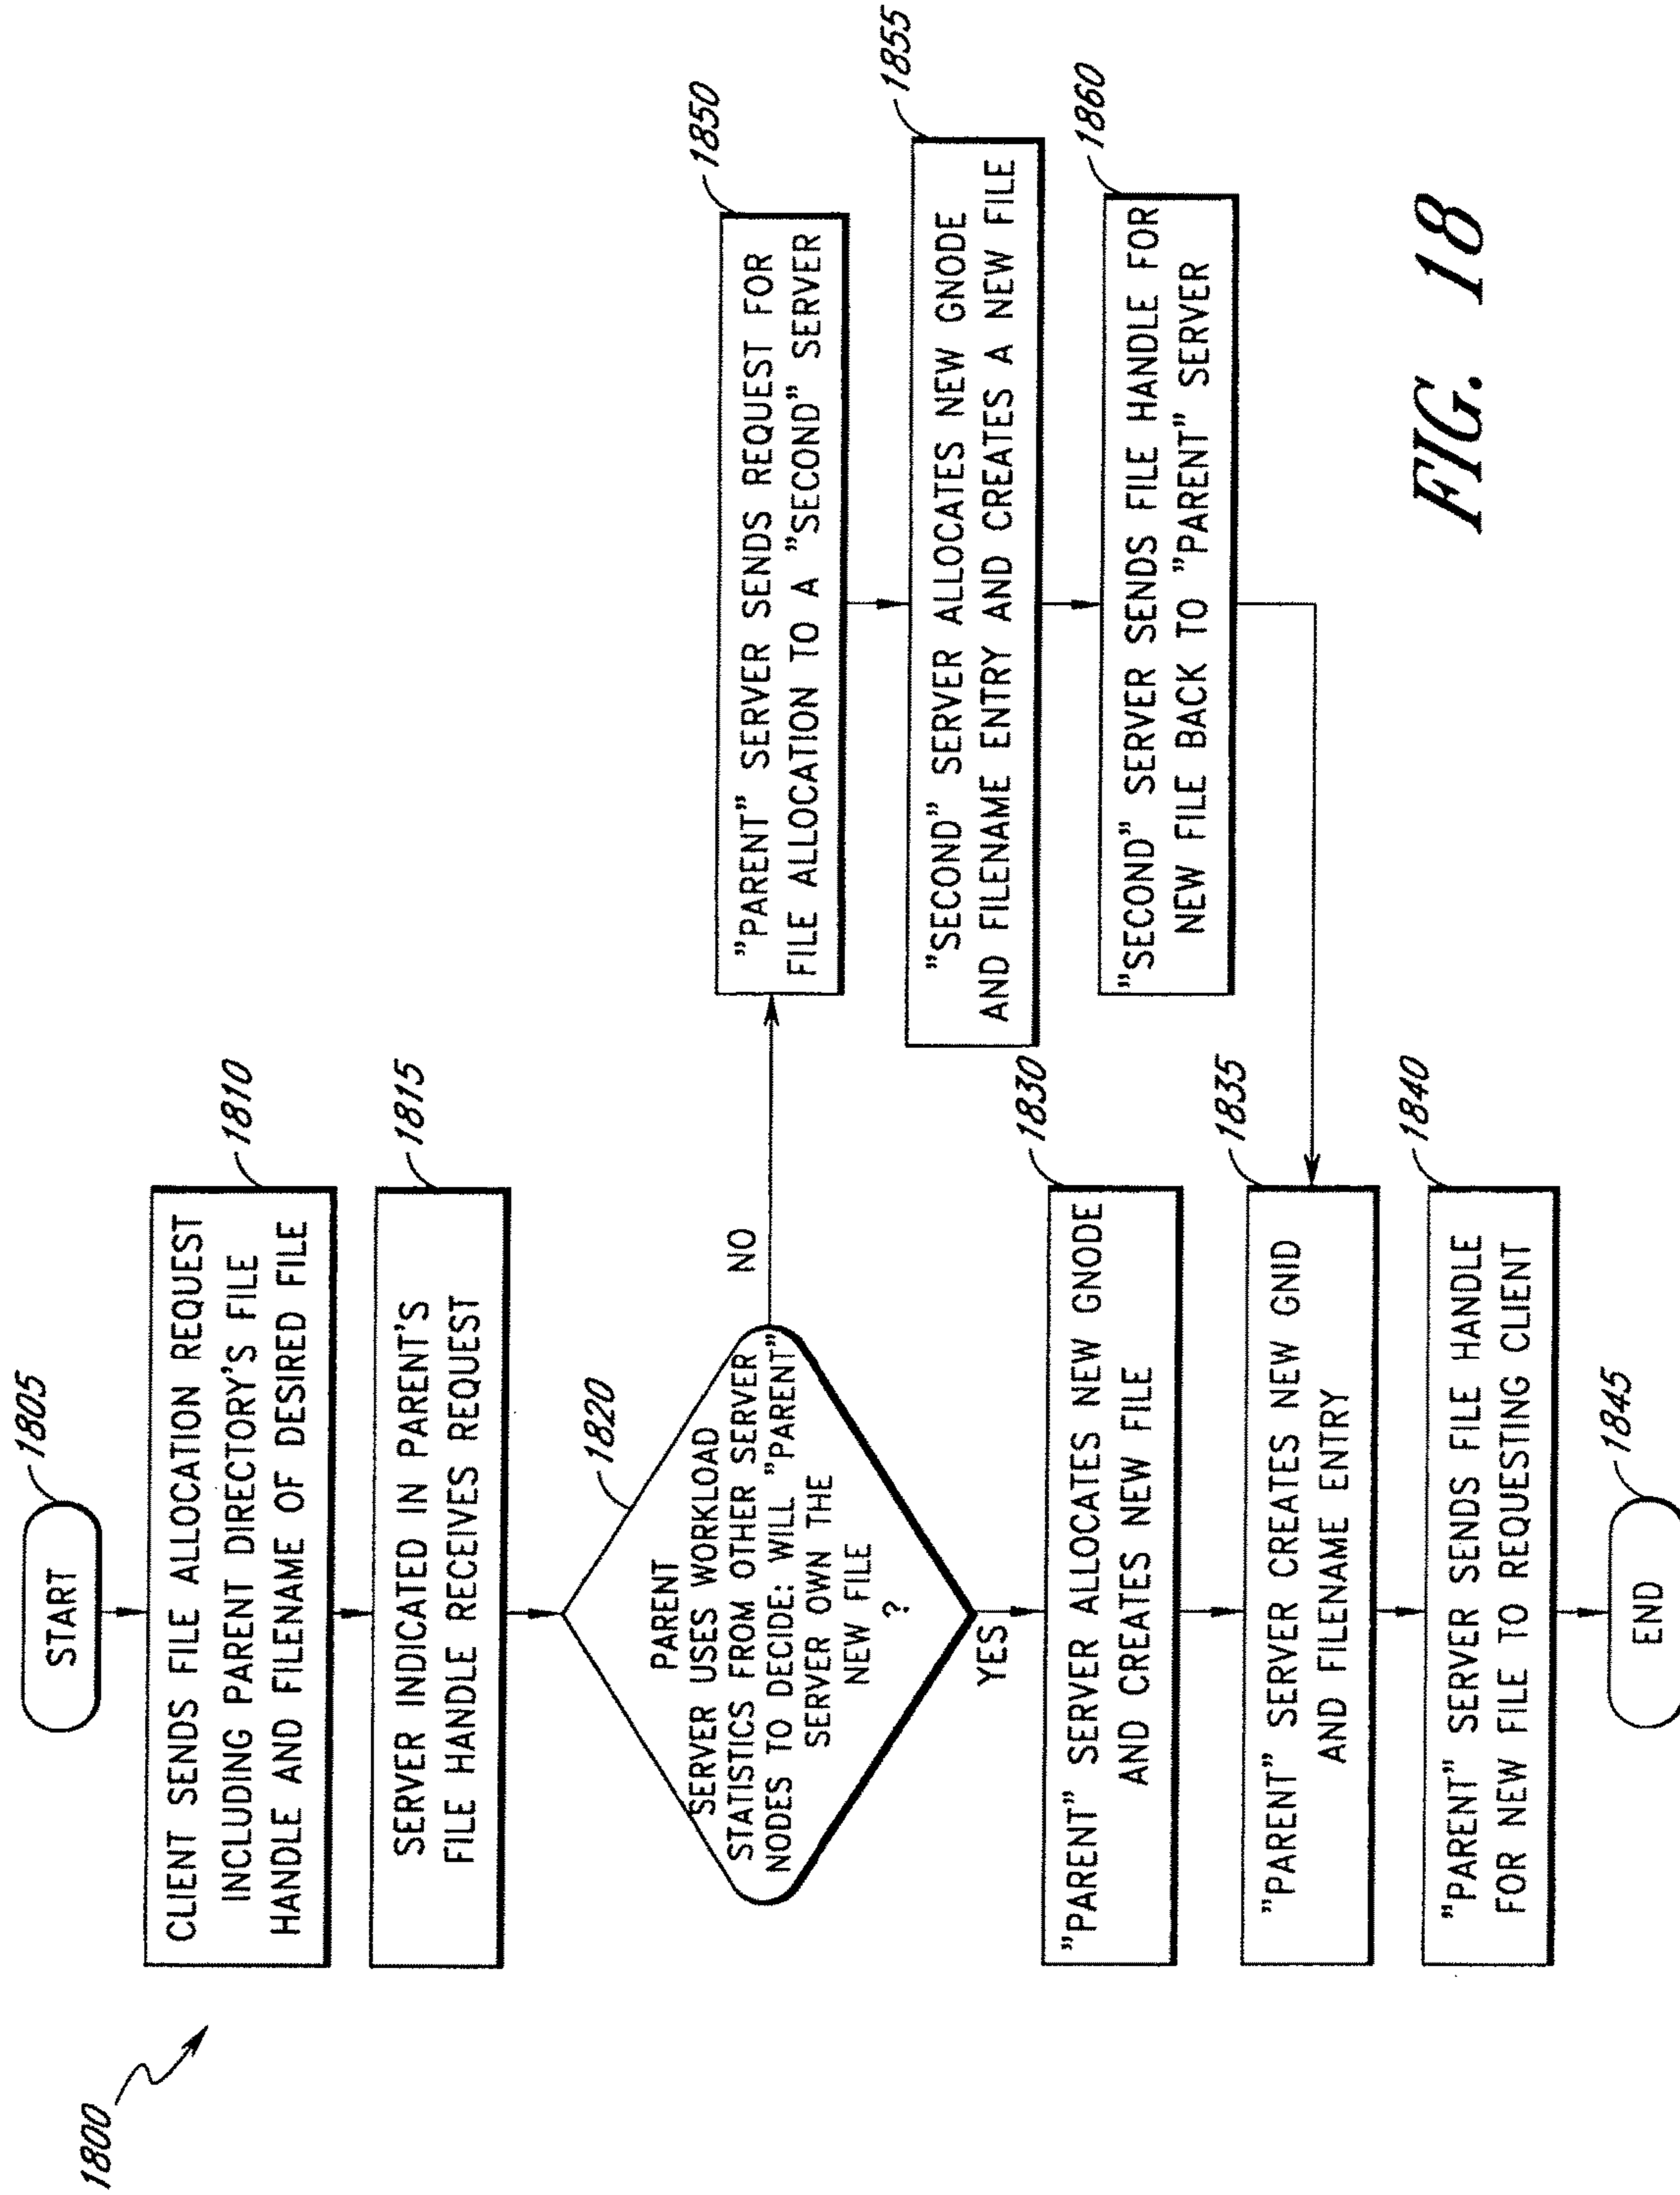 1800
START
1805
CLIENT SENDS FILE ALLOCATION REQUEST
INCLUDING PARENT DIRECTORY'S FILE
HANDLE AND FILENAME OF DESIRED FILE
1810
SERVER INDICATED IN PARENT'S
FILE HANDLE RECEIVES REQUEST
1815
PARENT
SERVER USES WORKLOAD
STATISTICS FROM OTHER SERVER
NODES TO DECIDE: WILL "PARENT"
SERVER OWN THE
NEW FILE
?
1820
NO
YES
"PARENT" SERVER ALLOCATES NEW GNODE
AND CREATES NEW FILE
1830
"PARENT" SERVER CREATES NEW GNID
AND FILENAME ENTRY
1835
"PARENT" SERVER SENDS FILE HANDLE
FOR NEW FILE TO REQUESTING CLIENT
1840
END
1845
"PARENT" SERVER SENDS REQUEST FOR
FILE ALLOCATION TO A "SECOND" SERVER
1850
"SECOND" SERVER ALLOCATES NEW GNODE
AND FILENAME ENTRY AND CREATES A NEW FILE
1855
"SECOND" SERVER SENDS FILE HANDLE FOR
NEW FILE BACK TO "PARENT" SERVER
1860
FIG. 18